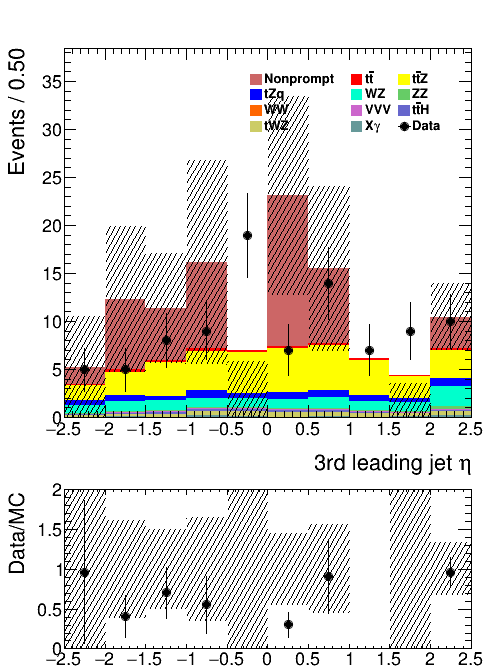 Events / 0.50
35
30
25
20
15
10
5
0
Nonprompt tt̄ tt̄Z
tZq WZ ZZ
WW VVV tt̄H
tWZ Xγ Data
−2.5 −2 −1.5 −1 −0.5 0 0.5 1 1.5 2 2.5
3rd leading jet η
Data/MC
2
1.5
1
0.5
0
−2.5 −2 −1.5 −1 −0.5 0 0.5 1 1.5 2 2.5